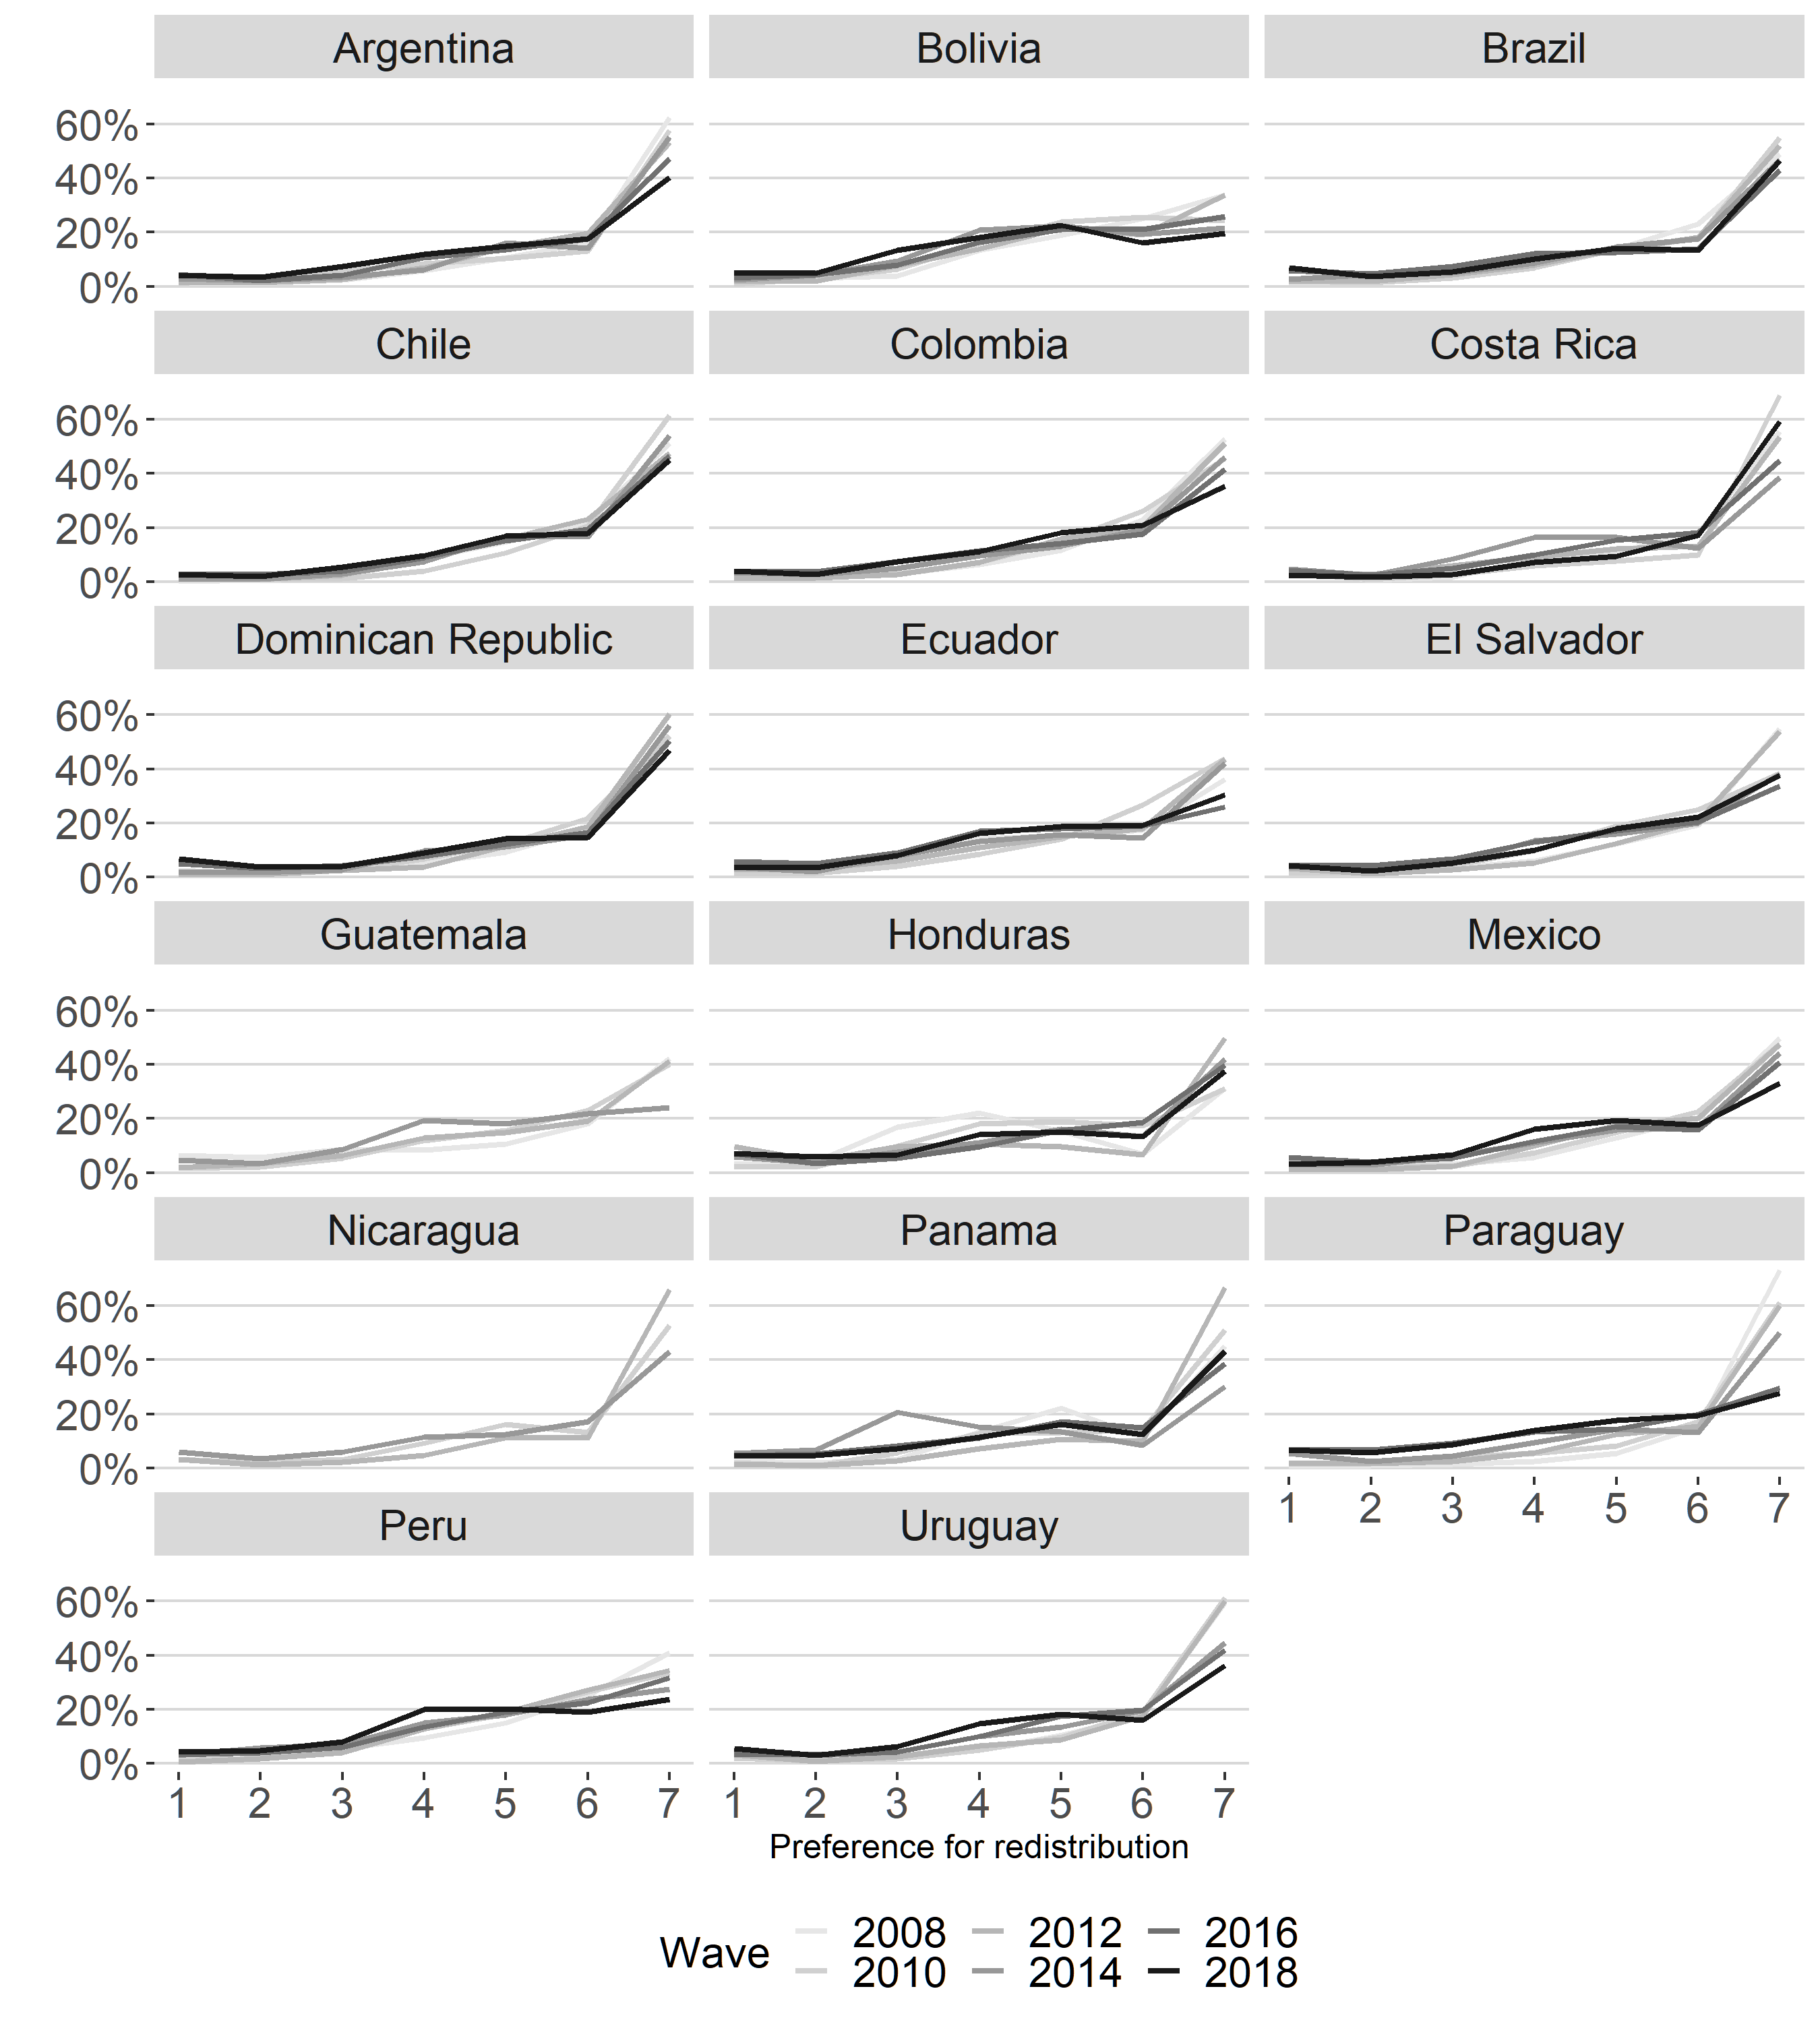 Argentina Bolivia Brazil
60%
40%
20%
0%
Chile Colombia Costa Rica
60%
40%
20%
0%
Dominican Republic Ecuador El Salvador
60%
40%
20%
0%
Guatemala Honduras Mexico
60%
40%
20%
0%
Nicaragua Panama Paraguay
60%
40%
20%
0%
1 2 3 4 5 6 7
Peru Uruguay
60%
40%
20%
0%
1 2 3 4 5 6 7 1 2 3 4 5 6 7
Preference for redistribution
Wave
2008 2012 2016
2010 2014 2018